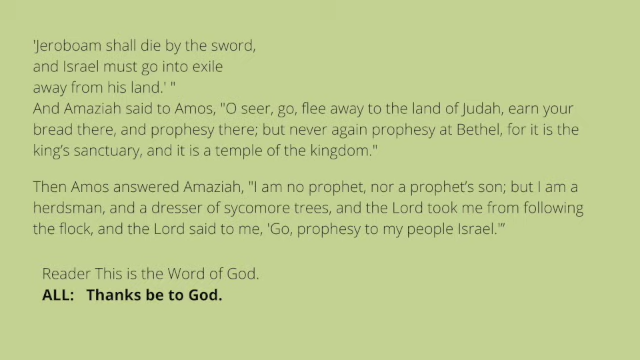 'Jeroboam shall die by the sword,
and Israel must go into exile
away from his land.' "
And Amaziah said to Amos, "O seer, go, flee away to the land of Judah, earn your
bread there, and prophesy there; but never again prophesy at Bethel, for it is the
king’s sanctuary, and it is a temple of the kingdom."
Then Amos answered Amaziah, "I am no prophet, nor a prophet’s son; but I am a
herdsman, and a dresser of sycomore trees, and the Lord took me from following
the flock, and the Lord said to me, 'Go, prophesy to my people Israel.'”
Reader This is the Word of God.
ALL: Thanks be to God.